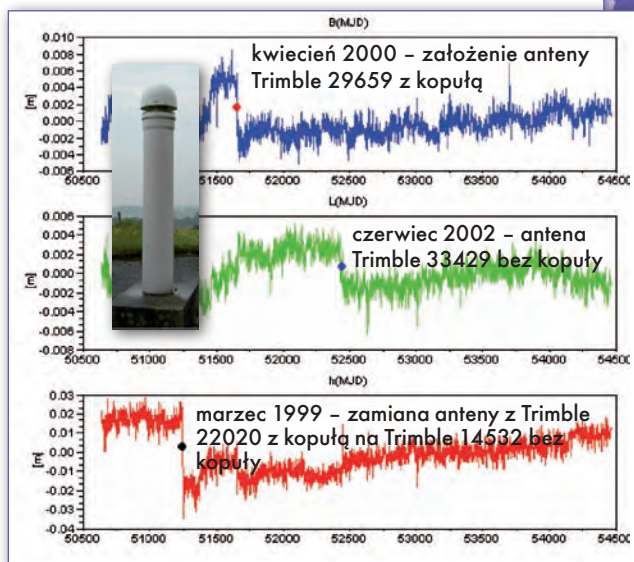 B(MJD)
0.010
0.008
0.006
0.004
0.002
0.000
-0.002
-0.004
-0.006
[m]
kwiecień 2000 – założenie anteny
Trimble 29659 z kopułą
50500 51500 52000 52500 53000 53500 54000 54500
L(MJD)
0.006
0.004
0.002
0.000
-0.002
-0.004
-0.006
-0.008
[m]
czerwiec 2002 – antena
Trimble 33429 bez kopuły
50500 51000 51500 52000 52500 53000 53500 54000 54500
h(MJD)
0.03
0.02
0.01
0.00
-0.01
-0.02
-0.03
-0.04
[m]
marzec 1999 – zamiana anteny z Trimble
22020 z kopułą na Trimble 14532 bez
kopuły
50500 51000 51500 52000 52500 53000 53500 54000 54500